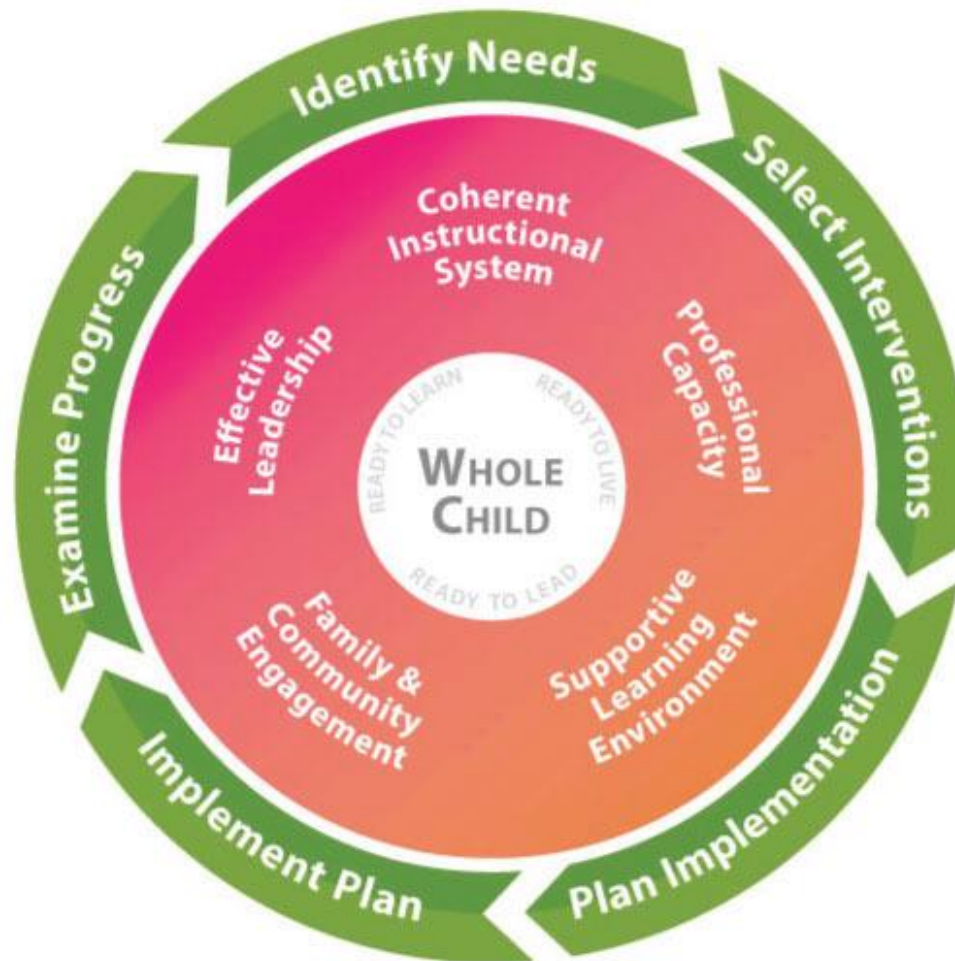 Identify Needs
Select Interventions
Plan Implementation
Implement Plan
Examine Progress
Coherent
Instructional
System
Professional
Capacity
Supportive
Learning
Environment
Family &
Community
Engagement
Effective
Leadership
READY TO LEARN
READY TO LIVE
READY TO LEAD
WHOLE
CHILD